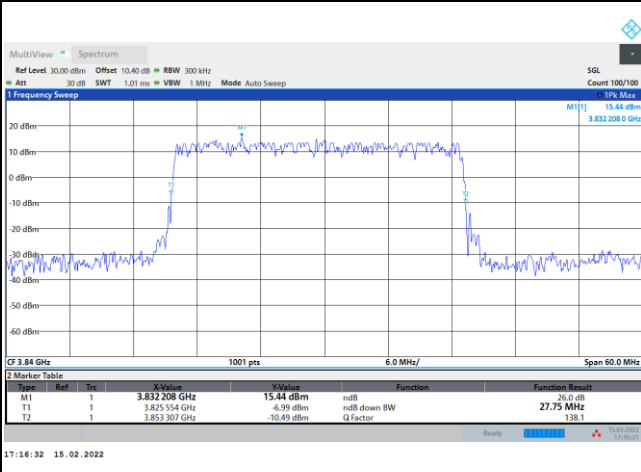 MultiView Spectrum
Ref Level 30.00 dBm Offset 10.40 dB RBW 300 kHz SGL
Att 30 dB SWT 1.01 ms VBW 1 MHz Mode Auto Sweep Count 100/100
1 Frequency Sweep 1Pk Max
M1[1] 15.44 dBm
3.832 208 0 GHz
20 dBm
M1
10 dBm
0 dBm
T1
T2
-10 dBm
-20 dBm
-30 dBm
-40 dBm
-50 dBm
-60 dBm
CF 3.84 GHz 1001 pts 6.0 MHz/ Span 60.0 MHz
2 Marker Table
Type Ref Trc X-Value Y-Value Function Function Result
M1 1 3.832 208 GHz 15.44 dBm ndB 26.0 dB
T1 1 3.825 554 GHz -6.99 dBm ndB down BW 27.75 MHz
T2 1 3.853 307 GHz -10.49 dBm Q Factor 138.1
Ready 15.02.2022
17:16:31
17:16:32 15.02.2022